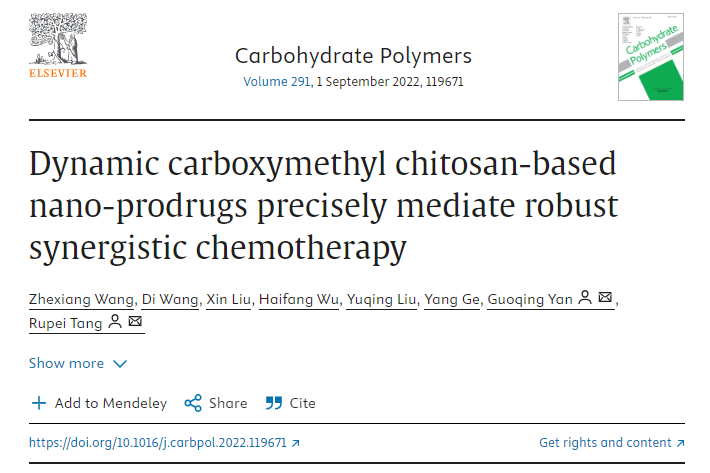 ELSEVIER
Carbohydrate Polymers
Volume 291, 1 September 2022, 119671
Carbohydrate
Polymers
Dynamic carboxymethyl chitosan-based
nano-prodrugs precisely mediate robust
synergistic chemotherapy
Zhexiang Wang, Di Wang, Xin Liu, Haifang Wu, Yuqing Liu, Yang Ge, Guoqing Yan ,
Rupei Tang
Show more
Add to Mendeley Share Cite
https://doi.org/10.1016/j.carbpol.2022.119671 Get rights and content